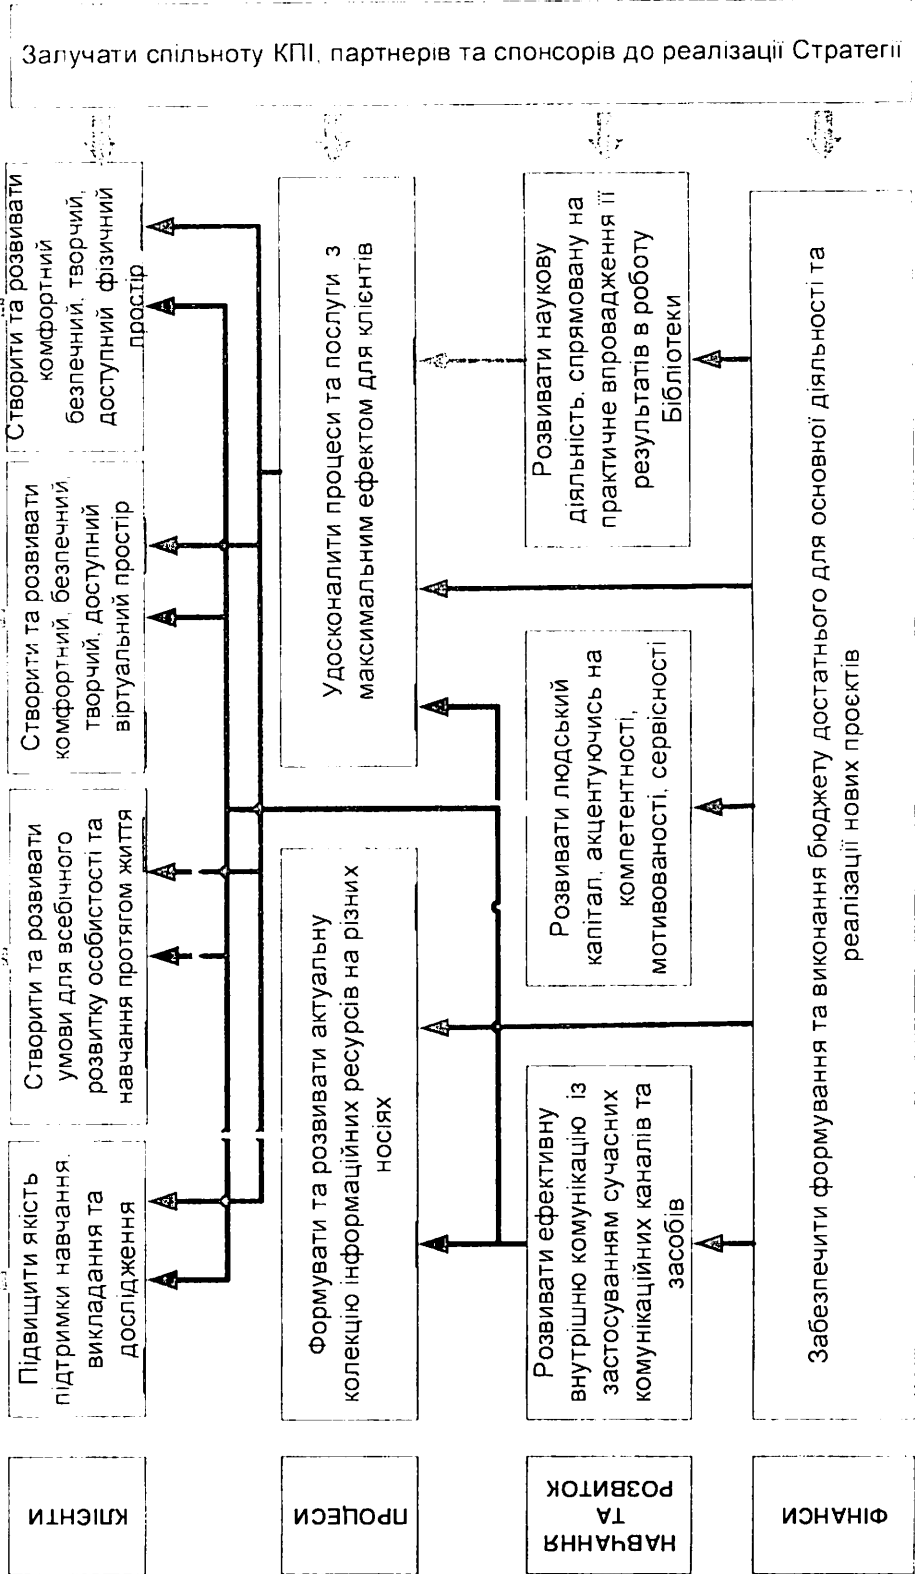 Залучати спільноту КПІ, партнерів та спонсорів до реалізації Стратегії
КЛІЄНТИ
Підвищити якість
підтримки навчання,
викладання та
дослідження
Створити та розвивати
умови для всебічного
розвитку особистості та
навчання протягом життя
Створити та розвивати
комфортний, безпечний,
творчий, доступний
віртуальний простір
Створити та розвивати
комфортний
безпечний, творчий,
доступний фізичний
простір
ПРОЦЕСИ
Формувати та розвивати актуальну
колекцію інформаційних ресурсів на різних
носіях
Удосконалити процеси та послуги з
максимальним ефектом для клієнтів
НАВЧАННЯ
ТА
РОЗВИТОК
Розвивати ефективну
внутрішню комунікацію із
застосуванням сучасних
комунікаційних каналів та
засобів
Розвивати людський
капітал, акцентуючись на
компетентності,
мотивованості, сервісності
Розвивати наукову
діяльність, спрямовану на
практичне впровадження її
результатів в роботу
Бібліотеки
ФІНАНСИ
Забезпечити формування та виконання бюджету достатнього для основної діяльності та
реалізації нових проєктів